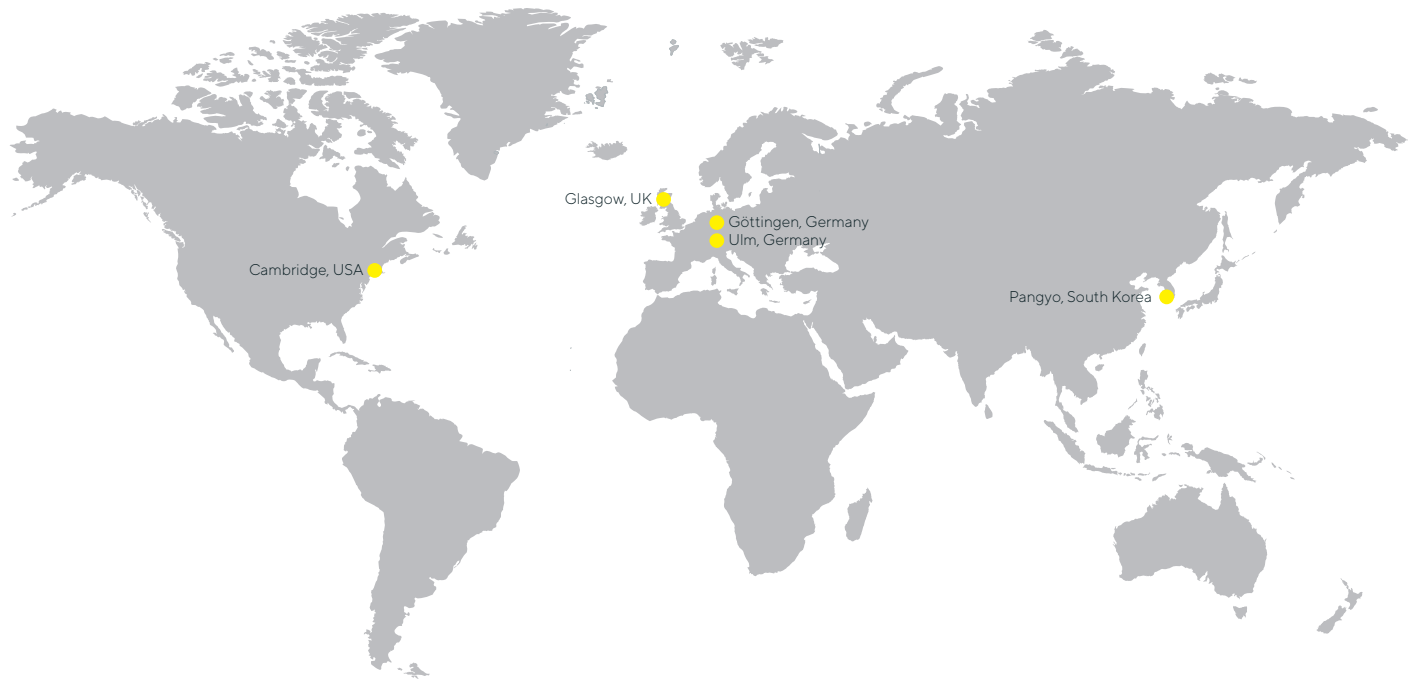 Glasgow, UK
Göttingen, Germany
Ulm, Germany
Cambridge, USA
Pangyo, South Korea